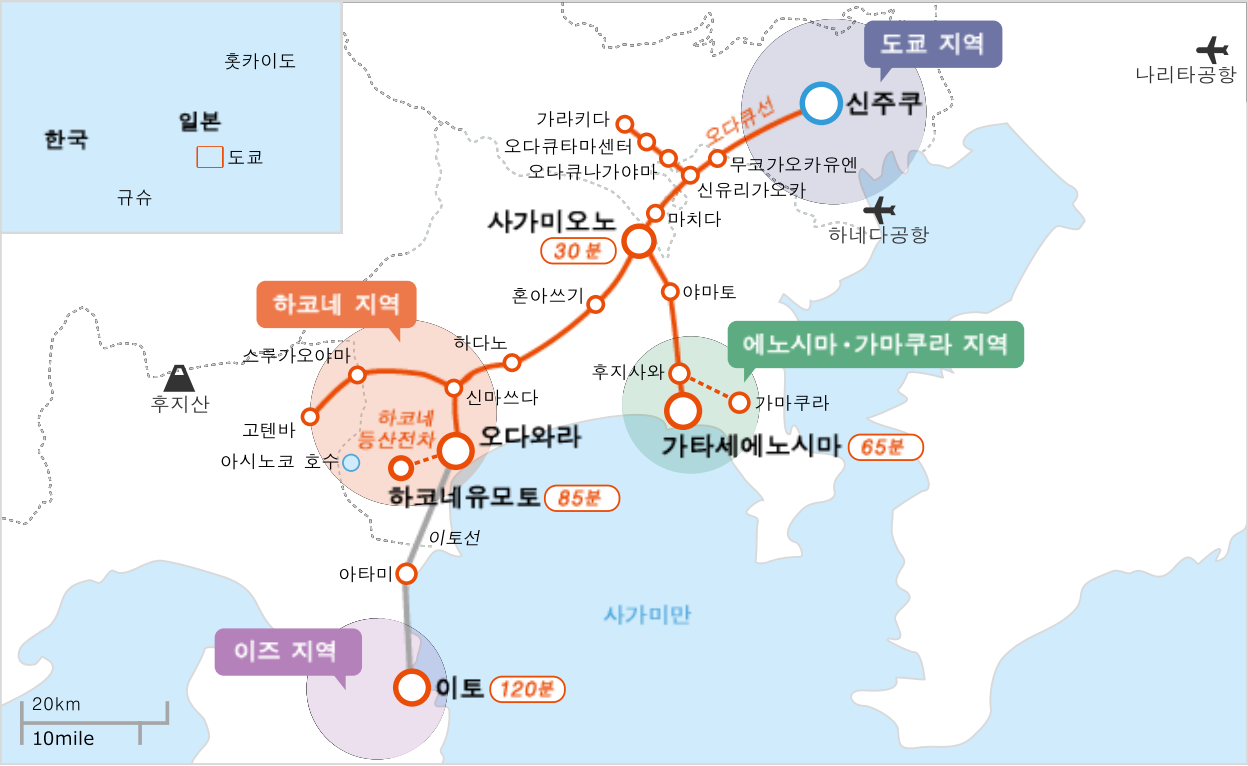 홋카이도
한국
일본
도쿄
규슈
도쿄 지역
나리타공항
신주쿠
오다큐선
가라키다
오다큐타마센터
오다큐나가야마
무코가오카유엔
신유리가오카
마치다
사가미오노
30분
하네다공항
혼아쓰기
야마토
하코네 지역
에노시마·가마쿠라 지역
하다노
스루가오야마
후지사와
후지산
신마쓰다
가마쿠라
고텐바
하코네
등산전차
오다와라
가타세에노시마
65분
아시노코 호수
하코네유모토
85분
이토선
아타미
사가미만
이즈 지역
이토
120분
20km
10mile